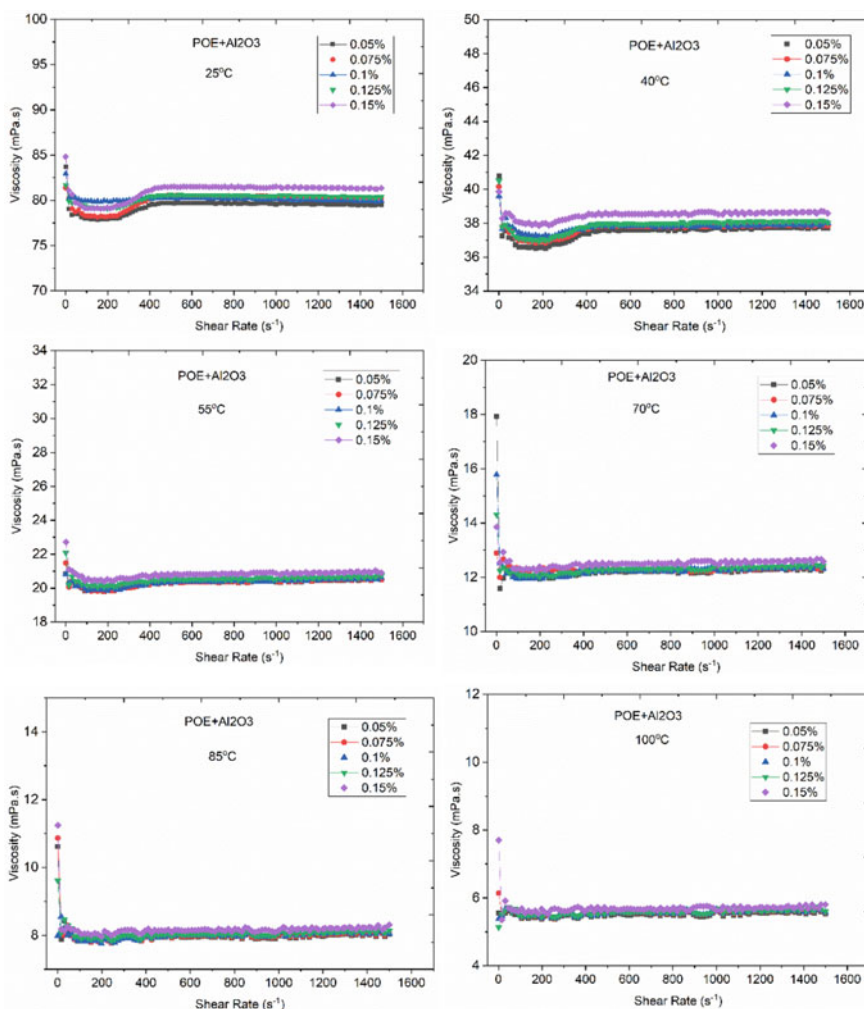 POE+Al2O3
25°C
0.05%
0.075%
0.1%
0.125%
0.15%
Viscosity (mPa.s)
100
95
90
85
80
75
70
0 200 400 600 800 1000 1200 1400 1600
Shear Rate (s-1)
POE+Al2O3
40°C
0.05%
0.075%
0.1%
0.125%
0.15%
Viscosity (mPa.s)
50
48
46
44
42
40
38
36
34
0 200 400 600 800 1000 1200 1400 1600
Shear Rate (s-1)
POE+Al2O3
55°C
0.05%
0.075%
0.1%
0.125%
0.15%
Viscosity (mPa.s)
34
32
30
28
26
24
22
20
18
0 200 400 600 800 1000 1200 1400 1600
Shear Rate (s-1)
POE+Al2O3
70°C
0.05%
0.075%
0.1%
0.125%
0.15%
Viscosity (mPa.s)
20
18
16
14
12
10
0 200 400 600 800 1000 1200 1400 1600
Shear Rate (s-1)
POE+Al2O3
85°C
0.05%
0.075%
0.1%
0.125%
0.15%
Viscosity (mPa.s)
14
12
10
8
0 200 400 600 800 1000 1200 1400 1600
Shear Rate (s-1)
POE+Al2O3
100°C
0.05%
0.075%
0.1%
0.125%
0.15%
Viscosity (mPa.s)
12
10
8
6
4
0 200 400 600 800 1000 1200 1400 1600
Shear Rate (s-1)